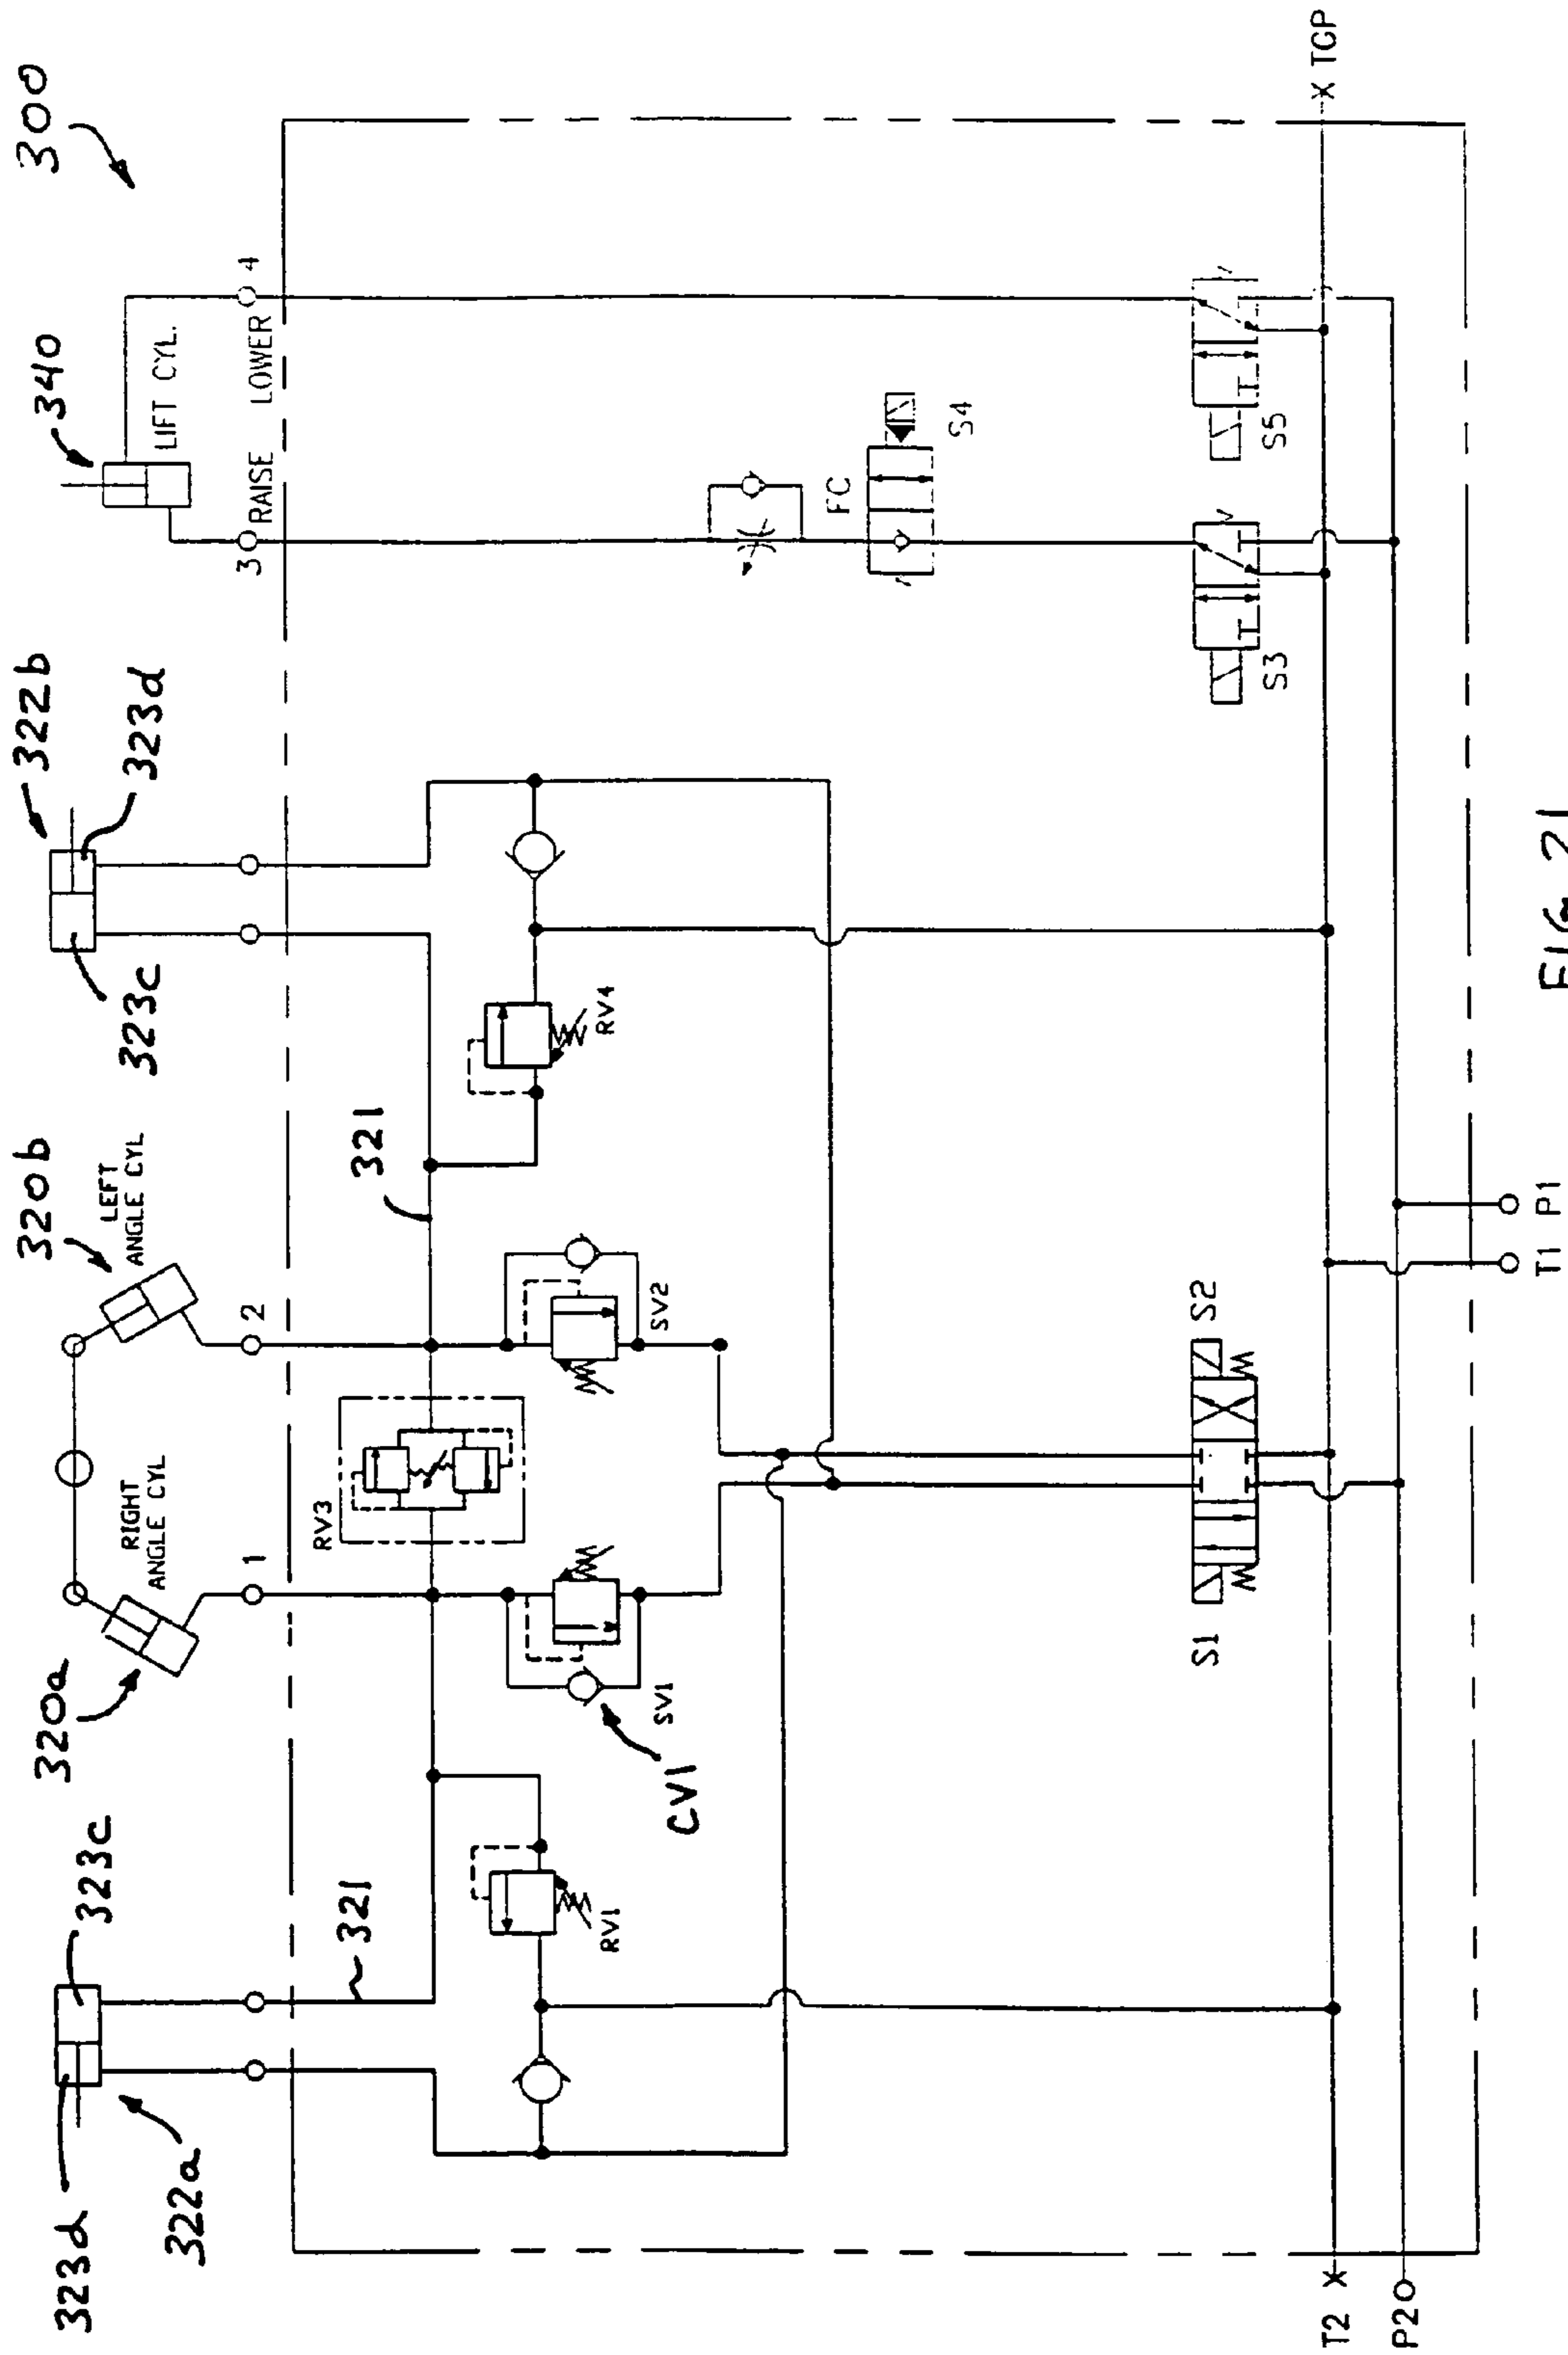 300
340
LIFT CYL.
3 RAISE
LOWER 4
322b
323d
323c
320b
LEFT
ANGLE CYL
2
320a
RIGHT
ANGLE CYL
1
322a
323c
323d
321
321
RV3
RV4
RV1
SV2
SV1
CV1
FC
S4
S3
S5
S1
S2
T1 P1
T2
P2
TGP
FIG. 21